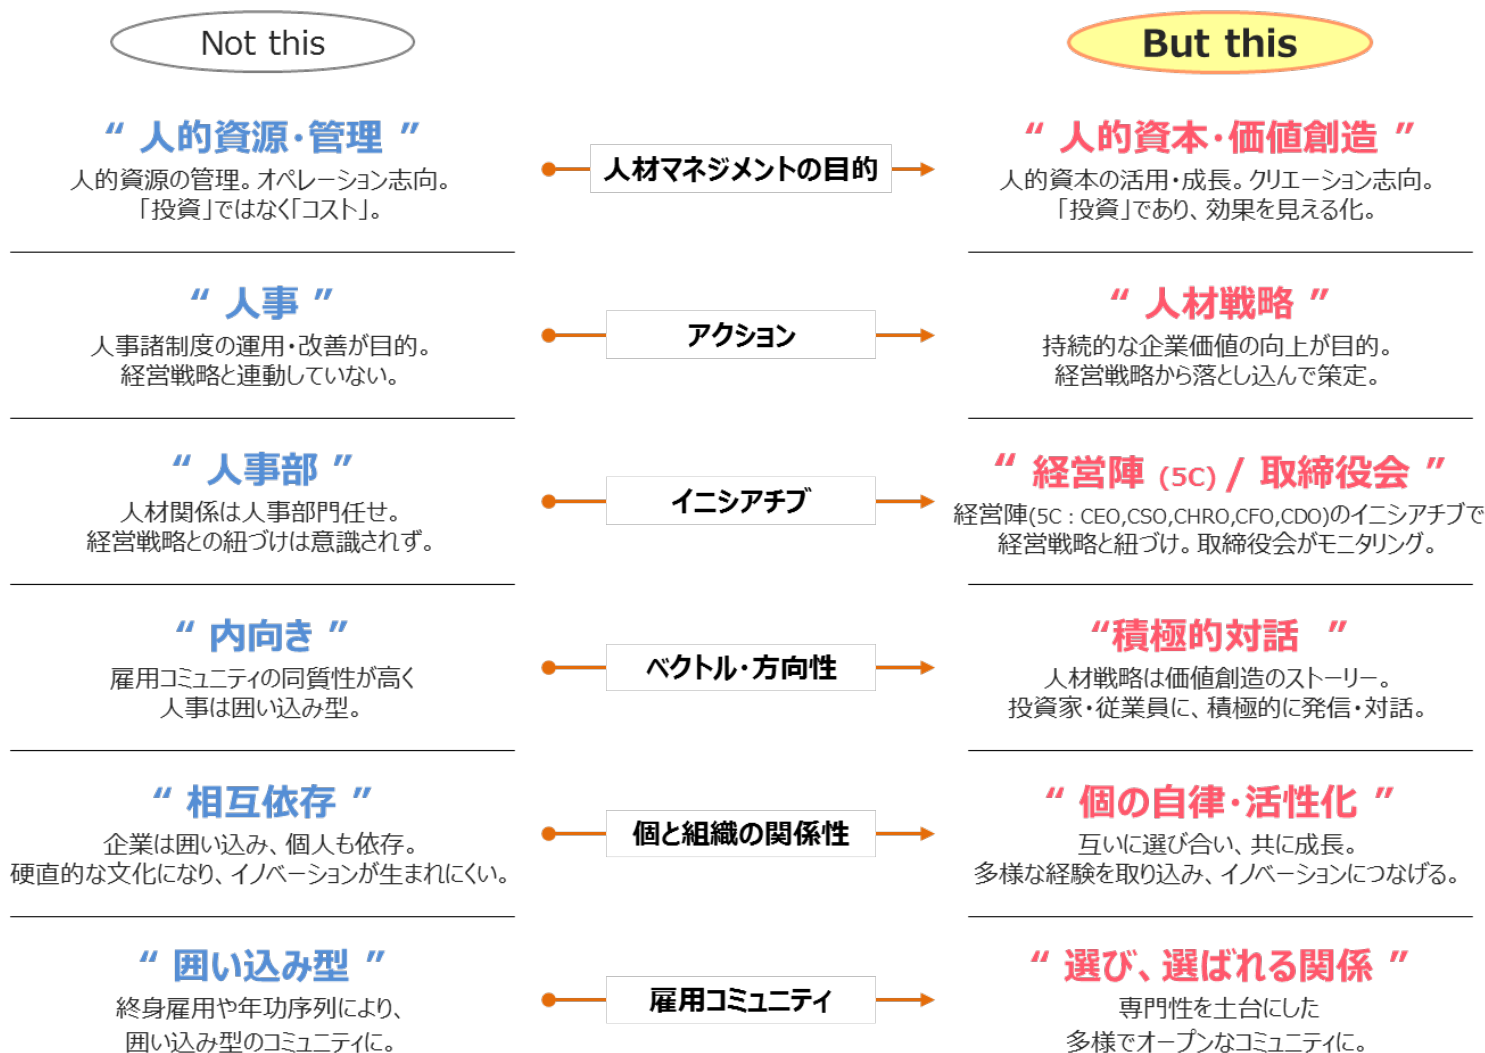 Not this
But this
“ 人的資源・管理 ”
人的資源の管理。オペレーション志向。
「投資」ではなく「コスト」。
人材マネジメントの目的
“ 人的資本・価値創造 ”
人的資本の活用・成長。クリエーション志向。
「投資」であり、効果を見える化。
“ 人事 ”
人事諸制度の運用・改善が目的。
経営戦略と連動していない。
アクション
“ 人材戦略 ”
持続的な企業価値の向上が目的。
経営戦略から落とし込んで策定。
“ 人事部 ”
人材関係は人事部門任せ。
経営戦略との紐づけは意識されず。
イニシアチブ
“ 経営陣 (5C) / 取締役会 ”
経営陣(5C : CEO,CSO,CHRO,CFO,CDO)のイニシアチブで
経営戦略と紐づけ。取締役会がモニタリング。
“ 内向き ”
雇用コミュニティの同質性が高く
人事は囲い込み型。
ベクトル・方向性
“積極的対話 ”
人材戦略は価値創造のストーリー。
投資家・従業員に、積極的に発信・対話。
“ 相互依存 ”
企業は囲い込み、個人も依存。
硬直的な文化になり、イノベーションが生まれにくい。
個と組織の関係性
“ 個の自律・活性化 ”
互いに選び合い、共に成長。
多様な経験を取り込み、イノベーションにつなげる。
“ 囲い込み型 ”
終身雇用や年功序列により、
囲い込み型のコミュニティに。
雇用コミュニティ
“ 選び、選ばれる関係 ”
専門性を土台にした
多様でオープンなコミュニティに。